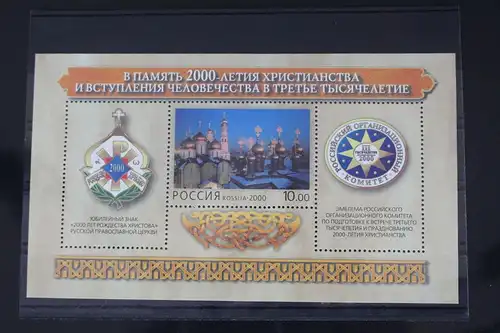 В ПАМЯТЬ 2000-ЛЕТИЯ ХРИСТИАНСТВА
И ВСТУПЛЕНИЯ ЧЕЛОВЕЧЕСТВА В ТРЕТЬЕ ТЫСЯЧЕЛЕТИЕ
2000
ЮБИЛЕЙНЫЙ ЗНАК
«2000 ЛЕТ РОЖДЕСТВА ХРИСТОВА»
РУССКОЙ ПРАВОСЛАВНОЙ ЦЕРКВИ
РОССИЯ ROSSIJA·2000 10.00
РОССИЙСКИЙ ОРГАНИЗАЦИОННЫЙ
КОМИТЕТ
III
2000
ЭМБЛЕМА РОССИЙСКОГО
ОРГАНИЗАЦИОННОГО КОМИТЕТА
ПО ПОДГОТОВКЕ К ВСТРЕЧЕ ТРЕТЬЕГО
ТЫСЯЧЕЛЕТИЯ И ПРАЗДНОВАНИЮ
2000-ЛЕТИЯ ХРИСТИАНСТВА